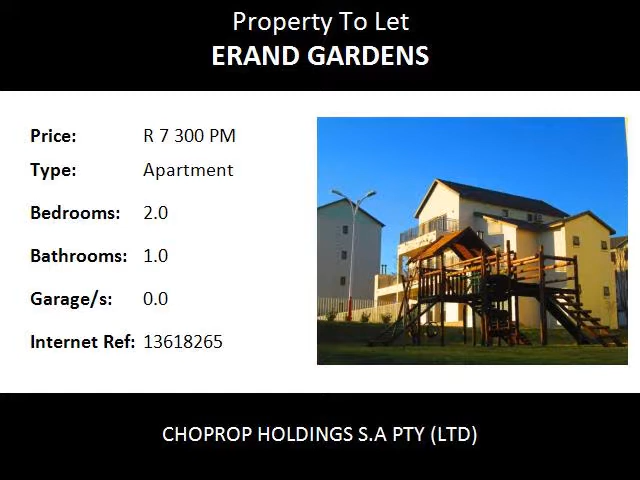 Property To Let
ERAND GARDENS
Price: R 7 300 PM
Type: Apartment
Bedrooms: 2.0
Bathrooms: 1.0
Garage/s: 0.0
Internet Ref: 13618265
CHOPROP HOLDINGS S.A PTY (LTD)